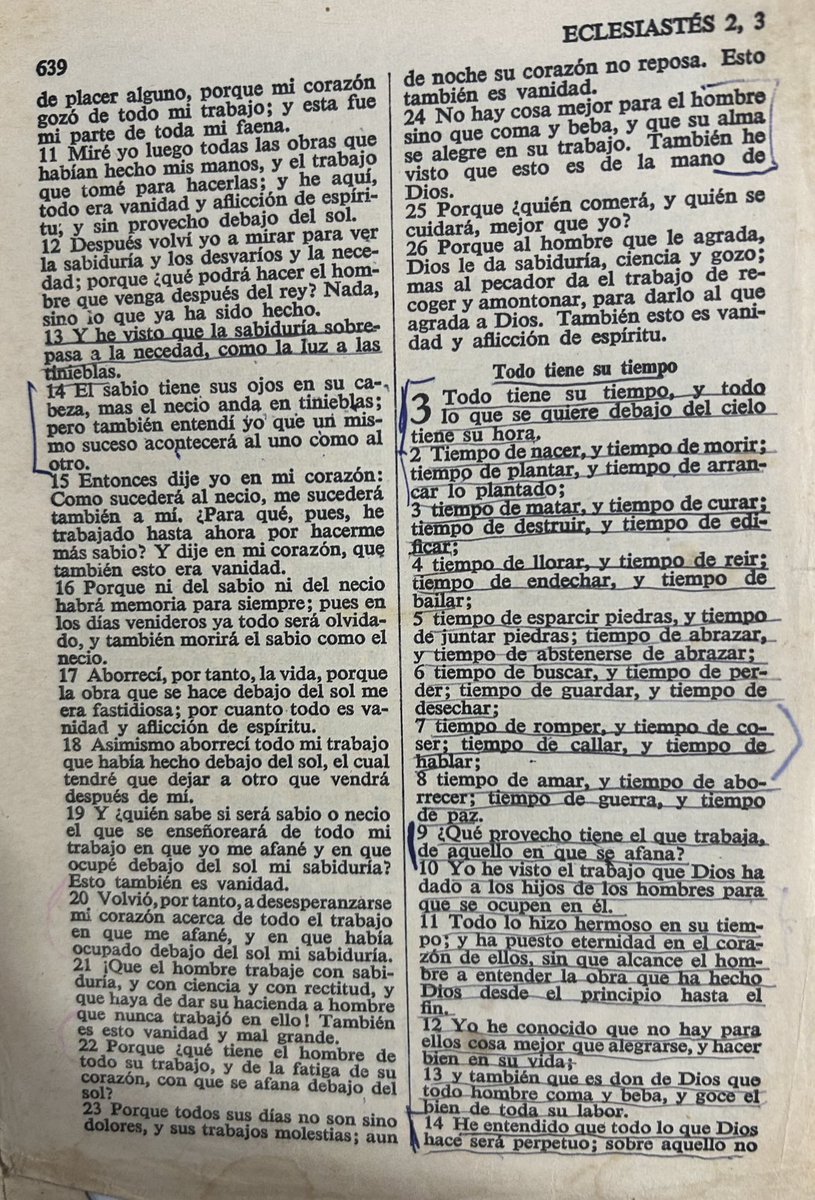 639
ECLESIASTÉS 2, 3
de placer alguno, porque mi corazón
gozó de todo mi trabajo; y esta fue
mi parte de toda mi faena.
11 Miré yo luego todas las obras que
habían hecho mis manos, y el trabajo
que tomé para hacerlas; y he aquí,
todo era vanidad y aflicción de espíri-
tu; y sin provecho debajo del sol.
12 Después volví yo a mirar para ver
la sabiduría y los desvaríos y la nece-
dad; porque ¿qué podrá hacer el hom-
bre que venga después del rey? Nada,
sino lo que ya ha sido hecho.
13 Y he visto que la sabiduría sobre-
pasa a la necedad, como la luz a las
tinieblas.
14 El sabio tiene sus ojos en su ca-
beza, mas el necio anda en tinieblas;
pero también entendí yo que un mis-
mo suceso acontecerá al uno como al
otro.
15 Entonces dije yo en mi corazón:
Como sucederá al necio, me sucederá
también a mí. ¿Para qué, pues, he
trabajado hasta ahora por hacerme
más sabio? Y dije en mi corazón, que
también esto era vanidad.
16 Porque ni del sabio ni del necio
habrá memoria para siempre; pues en
los días venideros ya todo será olvida-
do, y también morirá el sabio como el
necio.
17 Aborrecí, por tanto, la vida, porque
la obra que se hace debajo del sol me
era fastidiosa; por cuanto todo es va-
nidad y aflicción de espíritu.
18 Asimismo aborrecí todo mi trabajo
que había hecho debajo del sol, el cual
tendré que dejar a otro que vendrá
después de mí.
19 Y ¿quién sabe si será sabio o necio
el que se enseñoreará de todo mi
trabajo en que yo me afané y en que
ocupé debajo del sol mi sabiduría?
Esto también es vanidad.
20 Volvió, por tanto, a desesperanzarse
mi corazón acerca de todo el trabajo
en que me afané, y en que había
ocupado debajo del sol mi sabiduría.
21 ¡Que el hombre trabaje con sabi-
duría, y con ciencia y con rectitud, y
que haya de dar su hacienda a hombre
que nunca trabajó en ello! También
es esto vanidad y mal grande.
22 Porque ¿qué tiene el hombre de
todo su trabajo, y de la fatiga de su
corazón, con que se afana debajo del
sol?
23 Porque todos sus días no son sino
dolores, y sus trabajos molestias; aun
de noche su corazón no reposa. Esto
también es vanidad.
24 No hay cosa mejor para el hombre
sino que coma y beba, y que su alma
se alegre en su trabajo. También he
visto que esto es de la mano de
Dios.
25 Porque ¿quién comerá, y quién se
cuidará, mejor que yo?
26 Porque al hombre que le agrada,
Dios le da sabiduría, ciencia y gozo;
mas al pecador da el trabajo de re-
coger y amontonar, para darlo al que
agrada a Dios. También esto es vani-
dad y aflicción de espíritu.
Todo tiene su tiempo
3 Todo tiene su tiempo, y todo
lo que se quiere debajo del cielo
tiene su hora.
2 Tiempo de nacer, y tiempo de morir;
tiempo de plantar, y tiempo de arran-
car lo plantado;
3 tiempo de matar, y tiempo de curar;
tiempo de destruir, y tiempo de edi-
ficar;
4 tiempo de llorar, y tiempo de reir;
tiempo de endechar, y tiempo de
bailar;
5 tiempo de esparcir piedras, y tiempo
de juntar piedras; tiempo de abrazar,
y tiempo de abstenerse de abrazar;
6 tiempo de buscar, y tiempo de per-
der; tiempo de guardar, y tiempo de
desechar;
7 tiempo de romper, y tiempo de co-
ser; tiempo de callar, y tiempo de
hablar;
8 tiempo de amar, y tiempo de abo-
rrecer; tiempo de guerra, y tiempo
de paz.
9 ¿Qué provecho tiene el que trabaja,
de aquello en que se afana?
10 Yo he visto el trabajo que Dios ha
dado a los hijos de los hombres para
que se ocupen en él.
11 Todo lo hizo hermoso en su tiem-
po; y ha puesto eternidad en el cora-
zón de ellos, sin que alcance el hom-
bre a entender la obra que ha hecho
Dios desde el principio hasta el
fin.
12 Yo he conocido que no hay para
ellos cosa mejor que alegrarse, y hacer
bien en su vida;
13 y también que es don de Dios que
todo hombre coma y beba, y goce el
bien de toda su labor.
14 He entendido que todo lo que Dios
hace será perpetuo; sobre aquello no